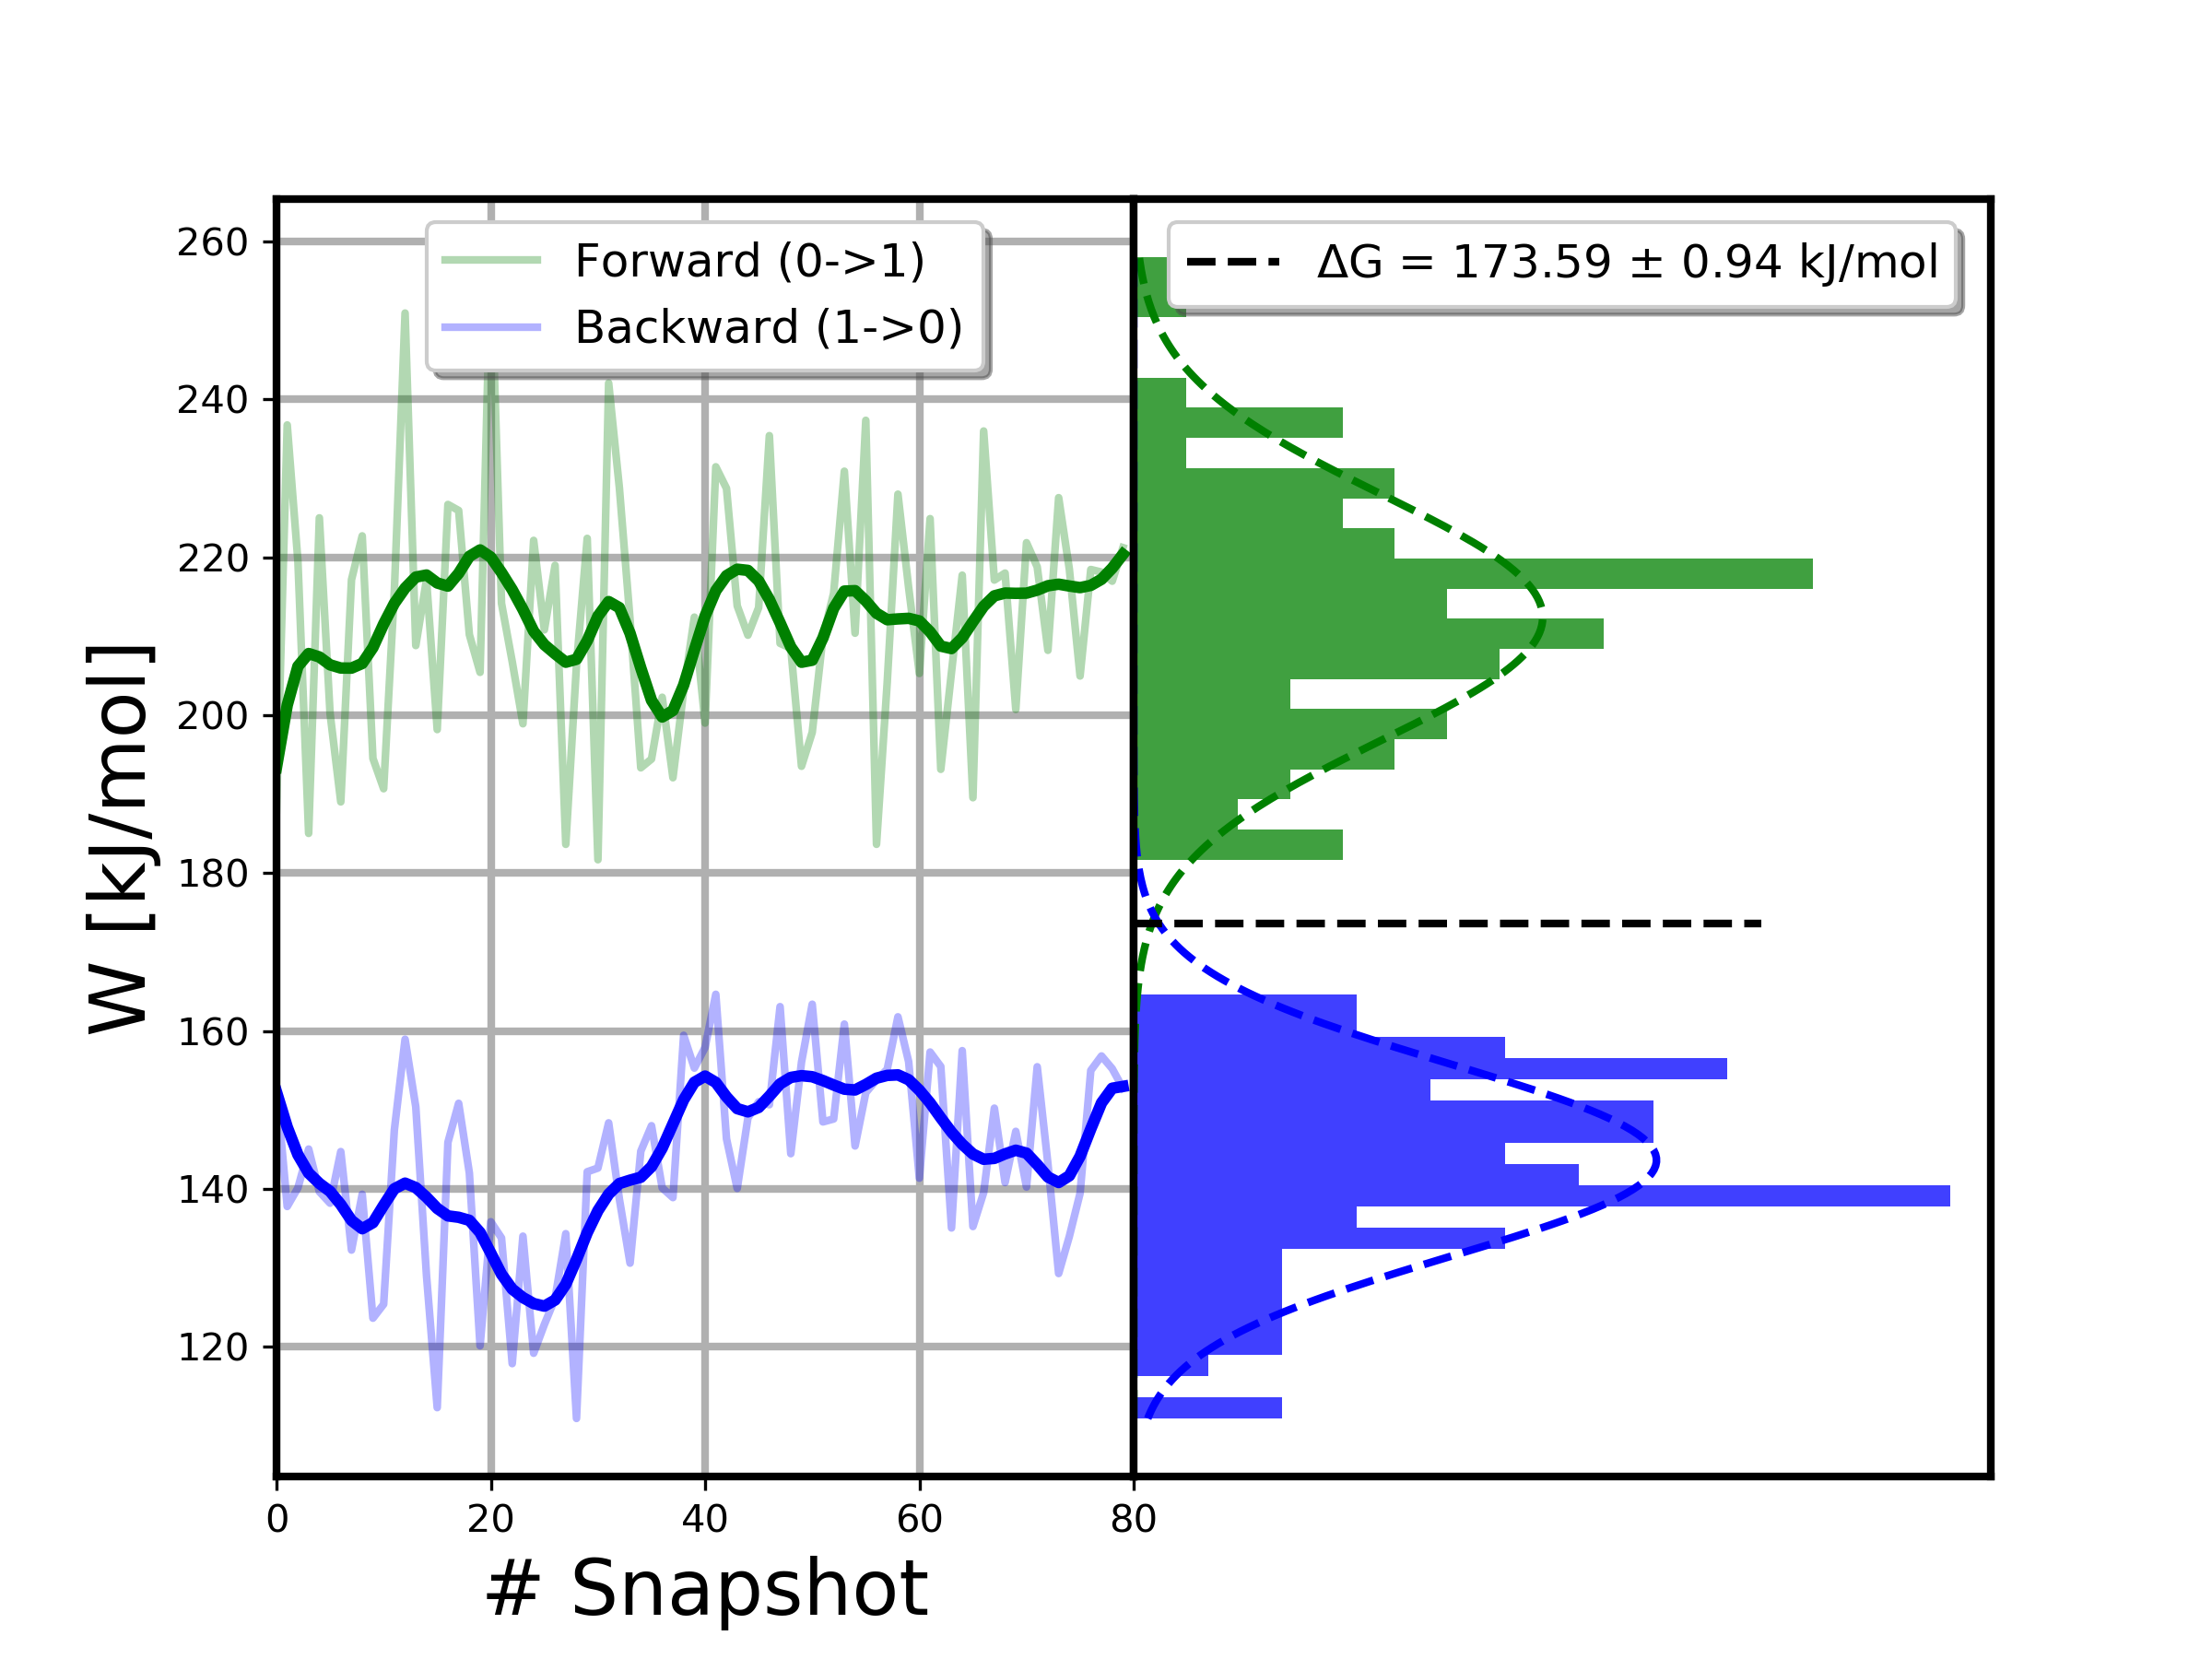 Forward (0->1)
Backward (1->0)
ΔG = 173.59 ± 0.94 kJ/mol
W [kJ/mol]
260
240
220
200
180
160
140
120
0 20 40 60 80
# Snapshot